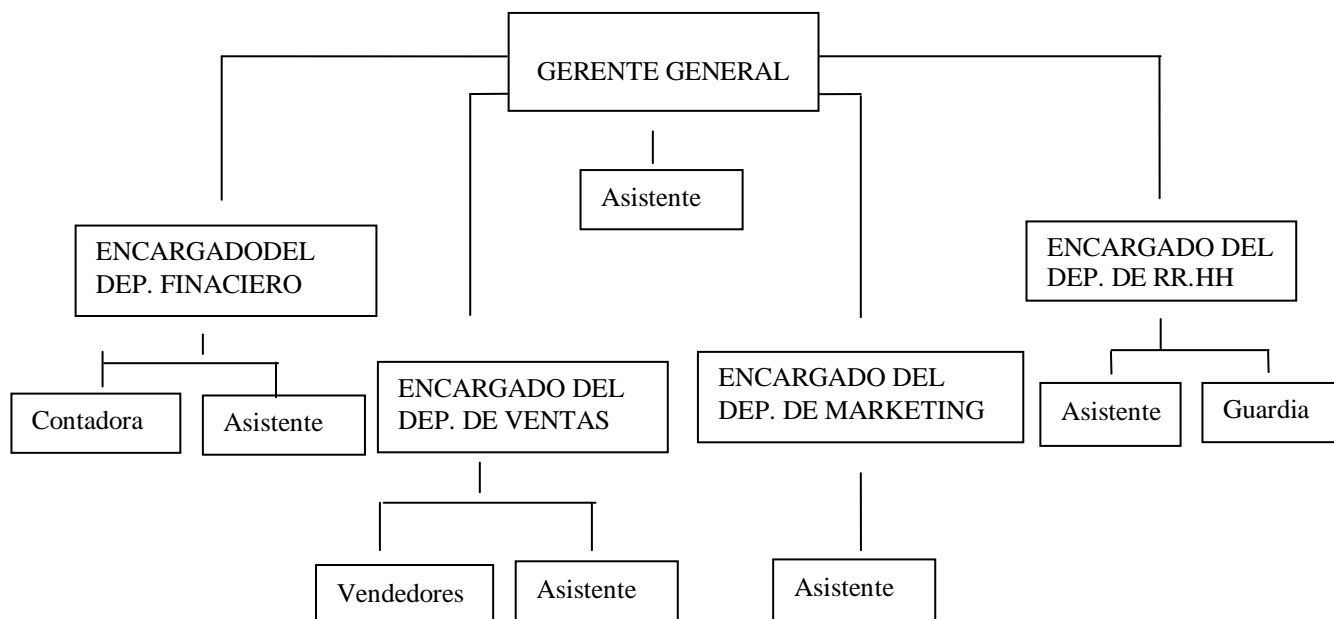 GERENTE GENERAL
Asistente
ENCARGADODEL
DEP. FINACIERO
ENCARGADO DEL
DEP. DE RR.HH
ENCARGADO DEL
DEP. DE VENTAS
ENCARGADO DEL
DEP. DE MARKETING
Contadora
Asistente
Asistente
Guardia
Vendedores
Asistente
Asistente